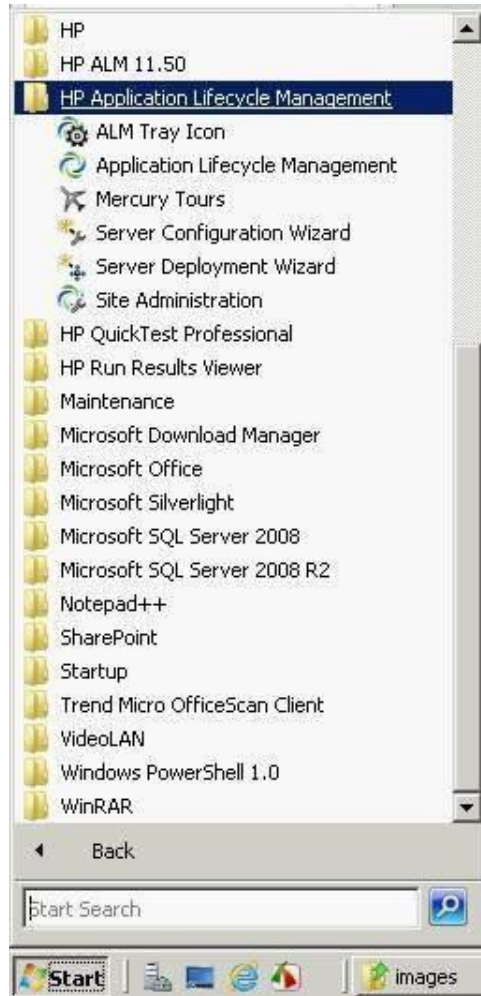 HP
HP ALM 11.50
HP Application Lifecycle Management
ALM Tray Icon
Application Lifecycle Management
Mercury Tours
Server Configuration Wizard
Server Deployment Wizard
Site Administration
HP QuickTest Professional
HP Run Results Viewer
Maintenance
Microsoft Download Manager
Microsoft Office
Microsoft Silverlight
Microsoft SQL Server 2008
Microsoft SQL Server 2008 R2
Notepad++
SharePoint
Startup
Trend Micro OfficeScan Client
VideoLAN
Windows PowerShell 1.0
WinRAR
Back
Start Search
Start images